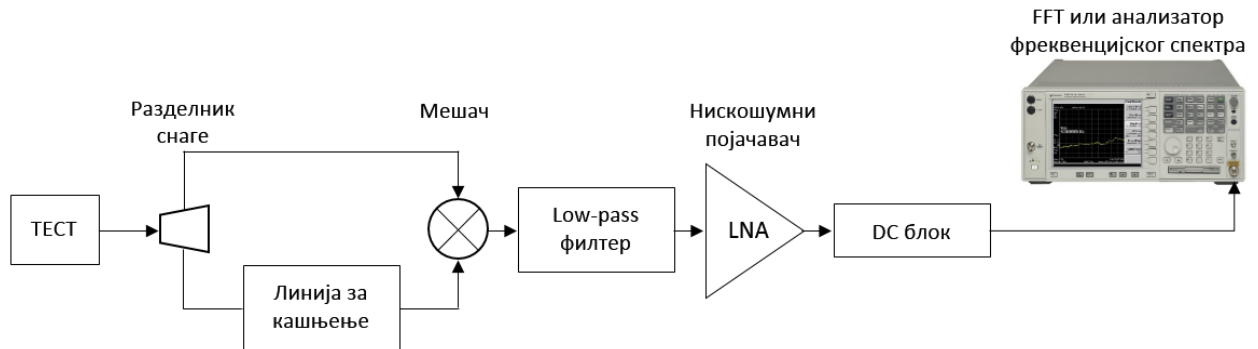 FFT или анализатор
фреквенцијског спектра
Разделник
снаге
Мешач
Нискошумни
појачавач
ТЕСТ
Low-pass
филтер
LNA
DC блок
Линија за
кашњење